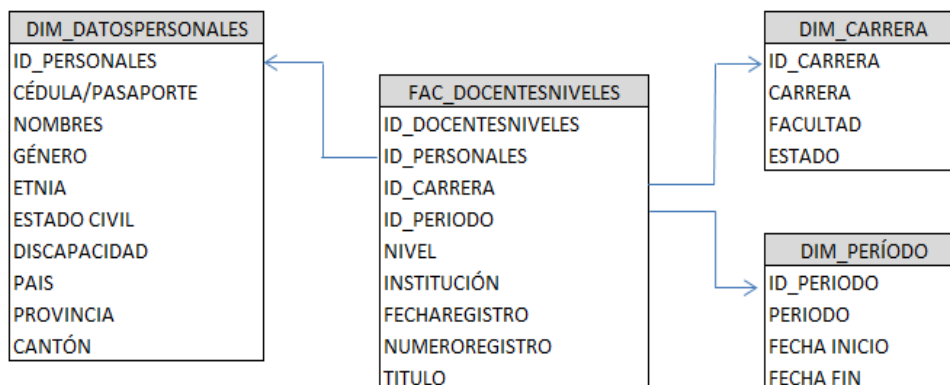 DIM_DATOSPERSONALES
ID_PERSONALES
CÉDULA/PASAPORTE
NOMBRES
GÉNERO
ETNIA
ESTADO CIVIL
DISCAPACIDAD
PAIS
PROVINCIA
CANTÓN
FAC_DOCENTESNIVELES
ID_DOCENTESNIVELES
ID_PERSONALES
ID_CARRERA
ID_PERIODO
NIVEL
INSTITUCIÓN
FECHAREGISTRO
NUMEROREGISTRO
TITULO
DIM_CARRERA
ID_CARRERA
CARRERA
FACULTAD
ESTADO
DIM_PERÍODO
ID_PERIODO
PERIODO
FECHA INICIO
FECHA FIN